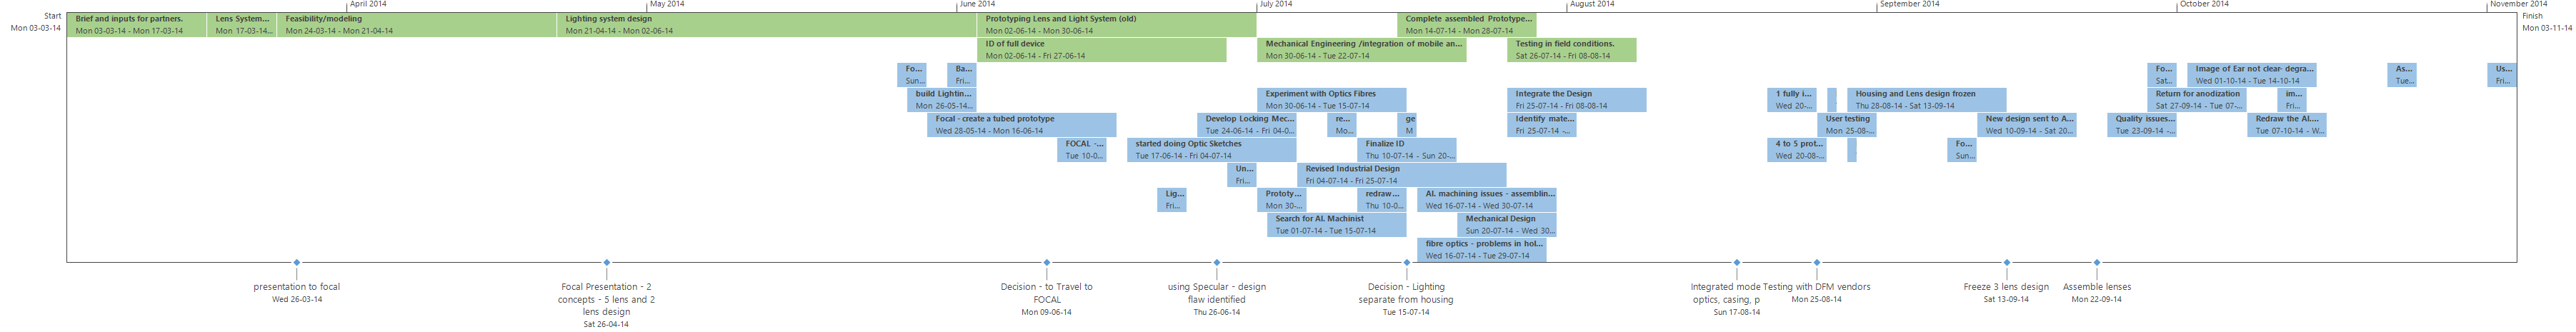 April 2014
May 2014
June 2014
July 2014
August 2014
September 2014
October 2014
November 2014
Start
Mon 03-03-14
Finish
Mon 03-11-14
Brief and inputs for partners.
Mon 03-03-14 - Mon 17-03-14
Lens System...
Mon 17-03-14...
Feasibility/modeling
Mon 24-03-14 - Mon 21-04-14
Lighting system design
Mon 21-04-14 - Mon 02-06-14
Prototyping Lens and Light System (old)
Mon 02-06-14 - Mon 30-06-14
Complete assembled Prototype...
Mon 14-07-14 - Mon 28-07-14
ID of full device
Mon 02-06-14 - Fri 27-06-14
Mechanical Engineering /integration of mobile an...
Mon 30-06-14 - Tue 22-07-14
Testing in field conditions.
Sat 26-07-14 - Fri 08-08-14
Fo...
Sun...
Ba...
Fri...
Fo...
Sat...
Image of Ear not clear- degra...
Wed 01-10-14 - Tue 14-10-14
As...
Tue...
Us...
Fri...
build Lightin...
Mon 26-05-14...
Experiment with Optics Fibres
Mon 30-06-14 - Tue 15-07-14
Integrate the Design
Fri 25-07-14 - Fri 08-08-14
1 fully i...
Wed 20-...
Housing and Lens design frozen
Thu 28-08-14 - Sat 13-09-14
Return for anodization
Sat 27-09-14 - Tue 07-...
im...
Fri...
Focal - create a tubed prototype
Wed 28-05-14 - Mon 16-06-14
Develop Locking Mec...
Tue 24-06-14 - Fri 04-0...
re...
Mo...
ge
M
Identify mate...
Fri 25-07-14 -...
User testing
Mon 25-08-...
New design sent to A...
Wed 10-09-14 - Sat 20...
Quality issues...
Tue 23-09-14 -...
Redraw the Al....
Tue 07-10-14 - W...
FOCAL -...
Tue 10-0...
started doing Optic Sketches
Tue 17-06-14 - Fri 04-07-14
Finalize ID
Thu 10-07-14 - Sun 20-...
4 to 5 prot...
Wed 20-08-...
Fo...
Sun...
Un...
Fri...
Revised Industrial Design
Fri 04-07-14 - Fri 25-07-14
Lig...
Fri...
Prototy...
Mon 30-...
redraw...
Thu 10-0...
Al. machining issues - assemblin...
Wed 16-07-14 - Wed 30-07-14
Search for Al. Machinist
Tue 01-07-14 - Tue 15-07-14
Mechanical Design
Sun 20-07-14 - Wed 30...
fibre optics - problems in hol...
Wed 16-07-14 - Tue 29-07-14
presentation to focal
Wed 26-03-14
Focal Presentation - 2
concepts - 5 lens and 2
lens design
Sat 26-04-14
Decision - to Travel to
FOCAL
Mon 09-06-14
using Specular - design
flaw identified
Thu 26-06-14
Decision - Lighting
separate from housing
Tue 15-07-14
Integrated mode
optics, casing, p
Sun 17-08-14
Testing with DFM vendors
Mon 25-08-14
Freeze 3 lens design
Sat 13-09-14
Assemble lenses
Mon 22-09-14